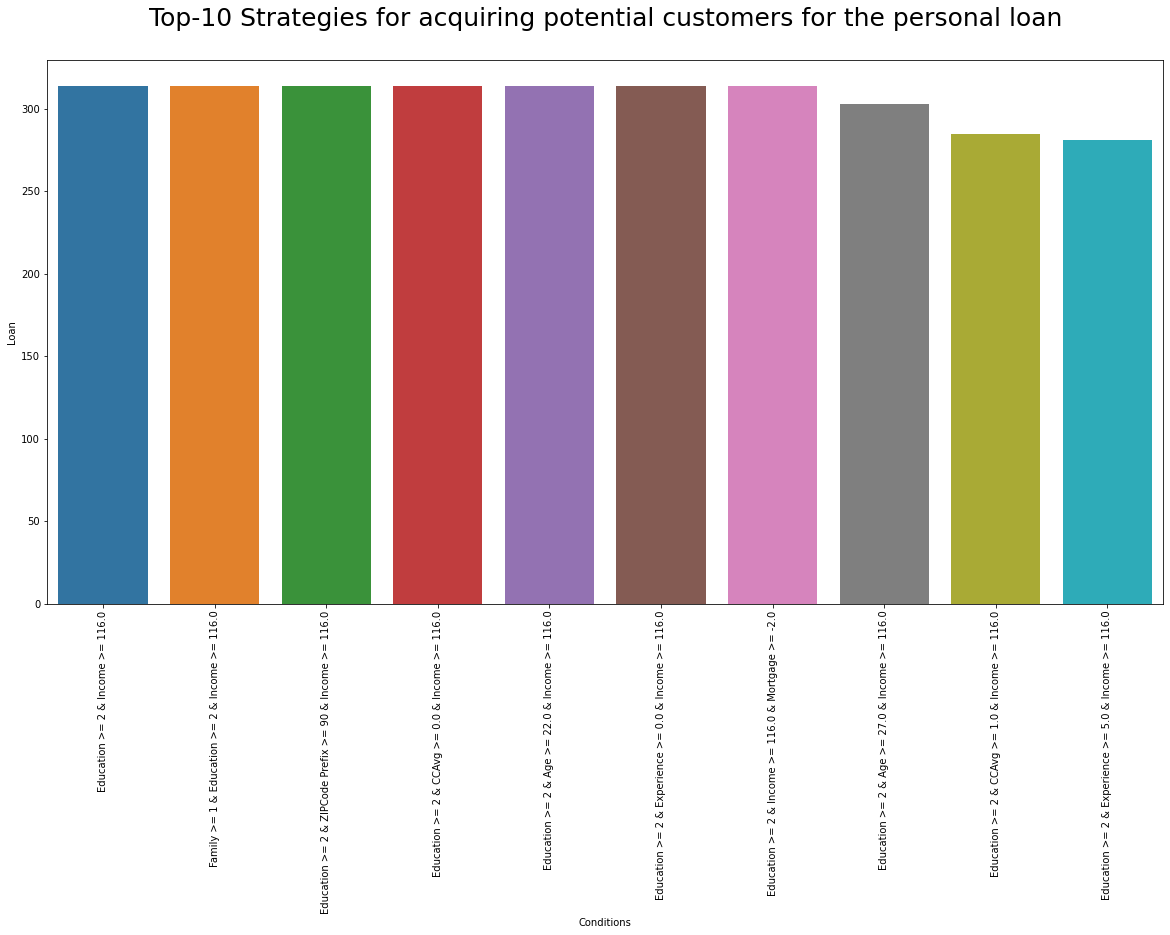 Top-10 Strategies for acquiring potential customers for the personal loan
Loan
300
250
200
150
100
50
0
Education >= 2 & Income >= 116.0
Family >= 1 & Education >= 2 & Income >= 116.0
Education >= 2 & ZIPCode Prefix >= 90 & Income >= 116.0
Education >= 2 & CCAvg >= 0.0 & Income >= 116.0
Education >= 2 & Age >= 22.0 & Income >= 116.0
Education >= 2 & Experience >= 0.0 & Income >= 116.0
Education >= 2 & Income >= 116.0 & Mortgage >= -2.0
Education >= 2 & Age >= 27.0 & Income >= 116.0
Education >= 2 & CCAvg >= 1.0 & Income >= 116.0
Education >= 2 & Experience >= 5.0 & Income >= 116.0
Conditions